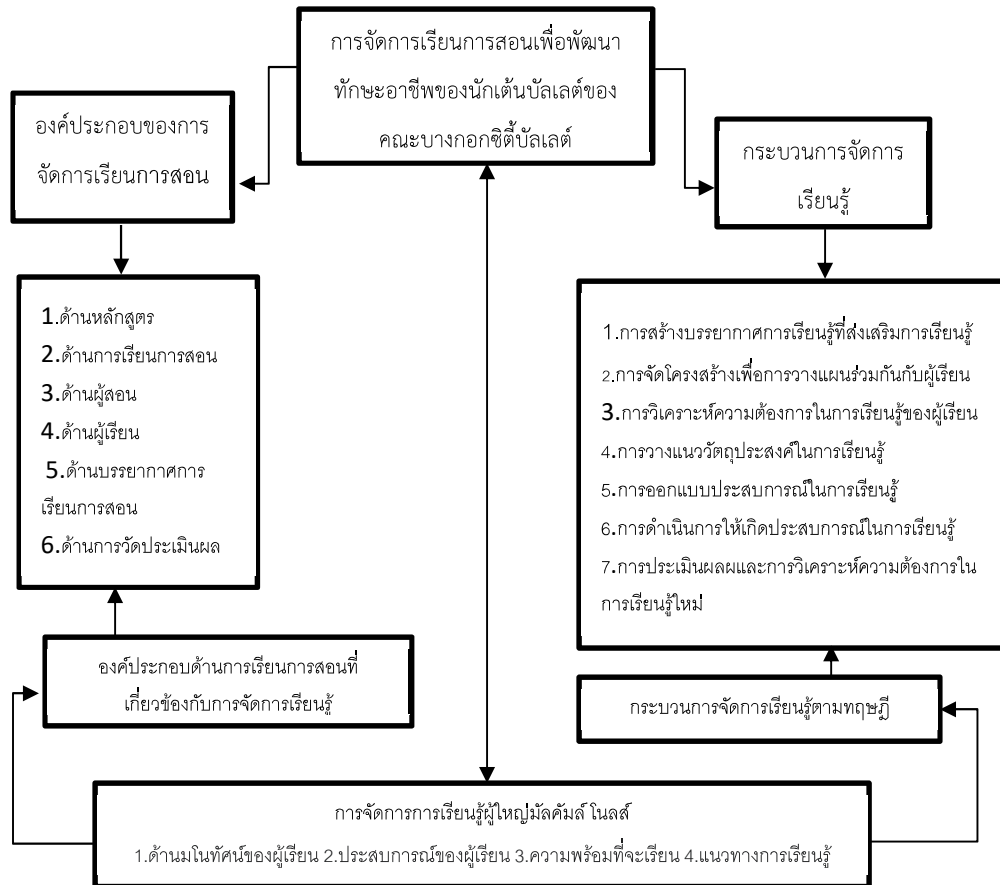 การจัดการเรียนการสอนเพื่อพัฒนา
ทักษะอาชีพของนักเต้นบัลเลต์ของ
คณะบางกอกซิตี้บัลเลต์
องค์ประกอบของการ
จัดการเรียนการสอน
กระบวนการจัดการ
เรียนรู้
1.ด้านหลักสูตร
2.ด้านการเรียนการสอน
3.ด้านผู้สอน
4.ด้านผู้เรียน
5.ด้านบรรยากาศการ
เรียนการสอน
6.ด้านการวัดประเมินผล
1.การสร้างบรรยากาศการเรียนรู้ที่ส่งเสริมการเรียนรู้
2.การจัดโครงสร้างเพื่อการวางแผนร่วมกันกับผู้เรียน
3.การวิเคราะห์ความต้องการในการเรียนรู้ของผู้เรียน
4.การวางแนววัตถุประสงค์ในการเรียนรู้
5.การออกแบบประสบการณ์ในการเรียนรู้
6.การดำเนินการให้เกิดประสบการณ์ในการเรียนรู้
7.การประเมินผลผและการวิเคราะห์ความต้องการใน
การเรียนรู้ใหม่
องค์ประกอบด้านการเรียนการสอนที่
เกี่ยวข้องกับการจัดการเรียนรู้
กระบวนการจัดการเรียนรู้ตามทฤษฎี
การจัดการการเรียนรู้ผู้ใหญ่มัลคัมล์ โนลส์
1.ด้านมโนทัศน์ของผู้เรียน 2.ประสบการณ์ของผู้เรียน 3.ความพร้อมที่จะเรียน 4.แนวทางการเรียนรู้